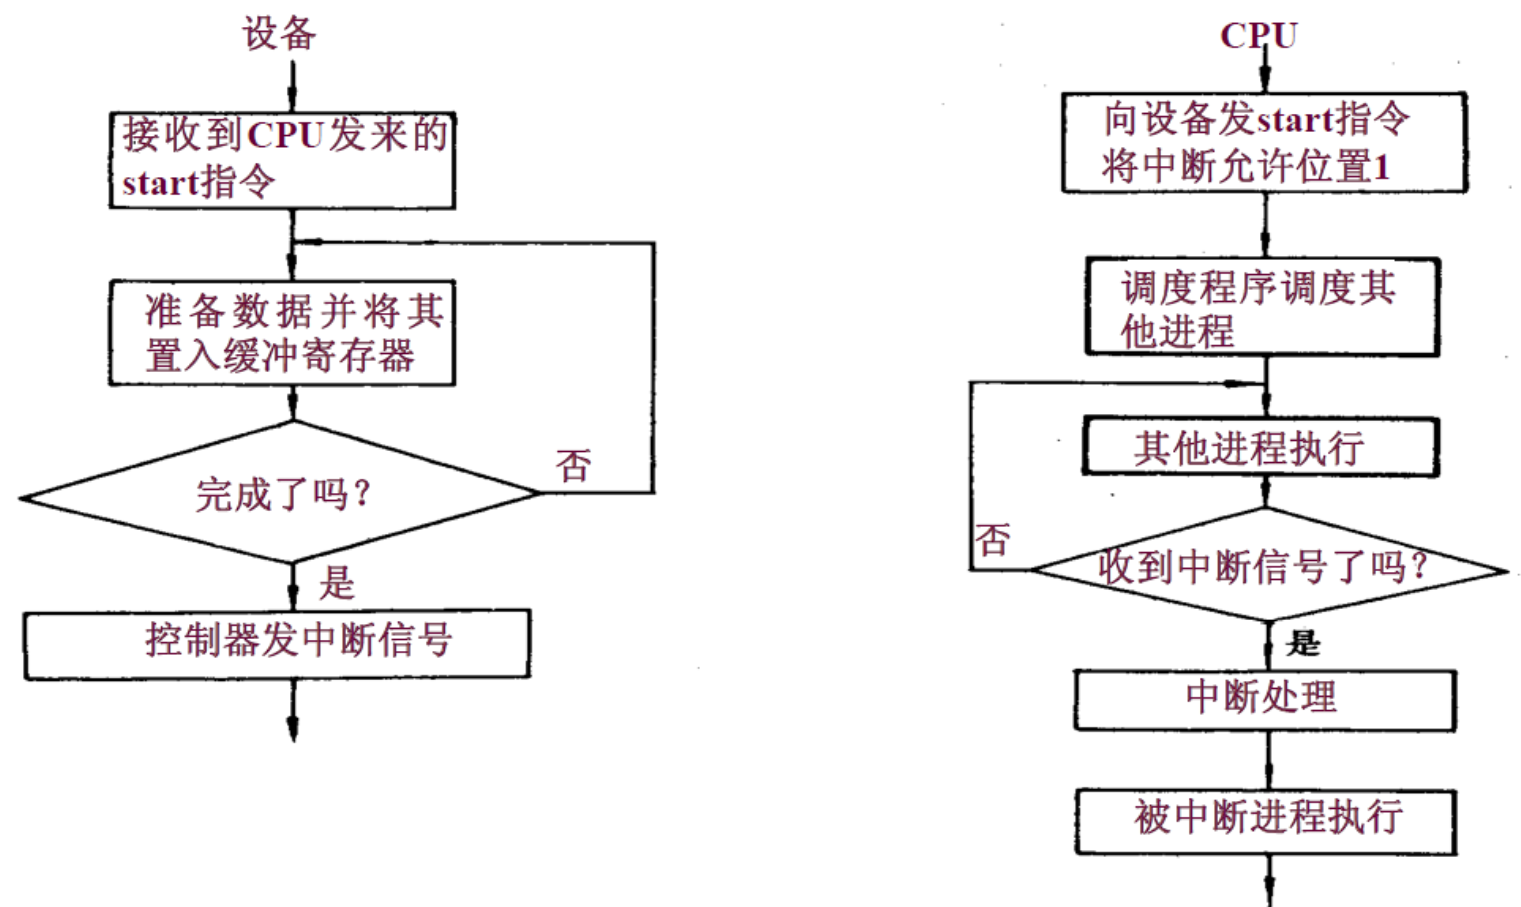 设备
接收到CPU发来的
start指令
准备数据并将其
置入缓冲寄存器
完成了吗?
否
是
控制器发中断信号
CPU
向设备发start指令
将中断允许位置1
调度程序调度其
他进程
其他进程执行
否
收到中断信号了吗?
是
中断处理
被中断进程执行